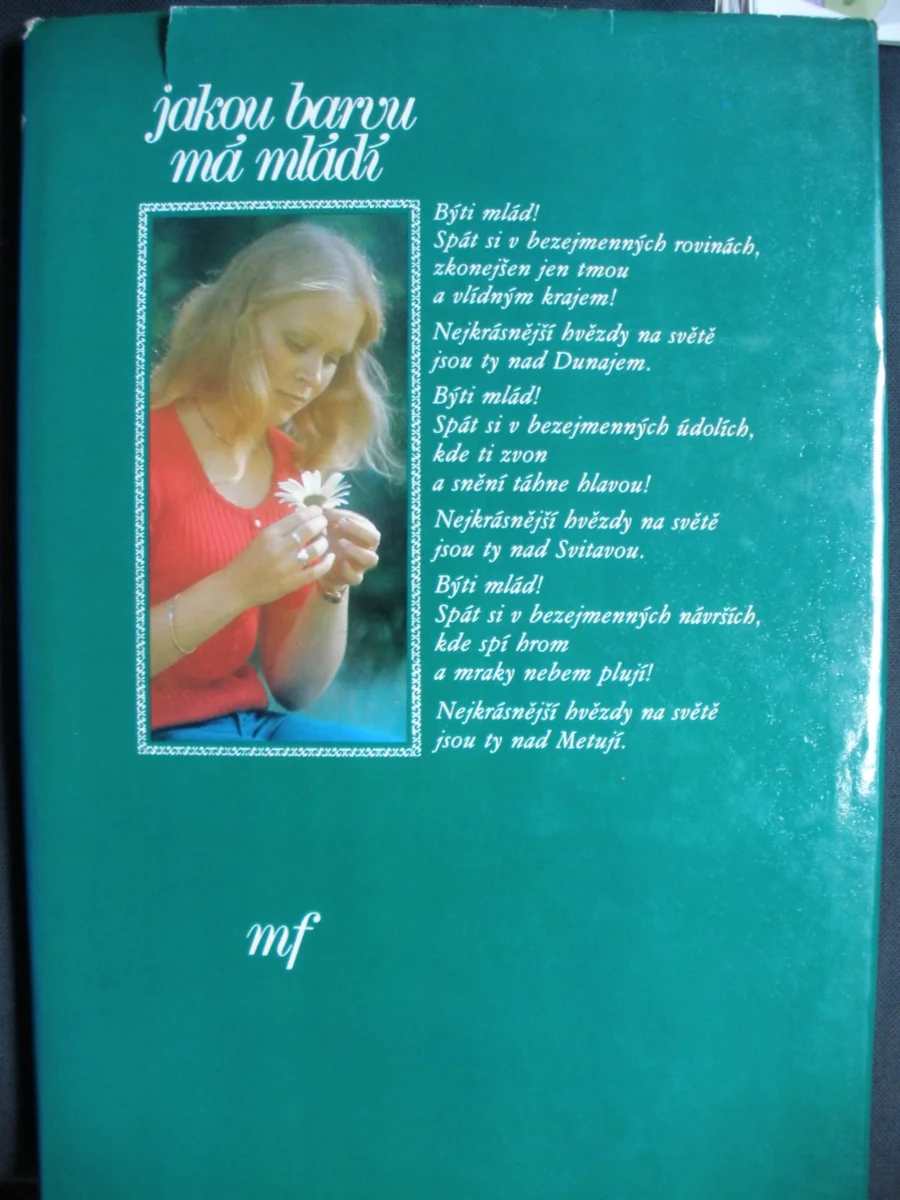 jakou barvu
má mládí
Býti mlád!
Spát si v bezejmenných rovinách,
zkonejšen jen tmou
a vlídným krajem!
Nejkrásnější hvězdy na světě
jsou ty nad Dunajem.
Býti mlád!
Spát si v bezejmenných údolích,
kde ti zvon
a snění táhne hlavou!
Nejkrásnější hvězdy na světě
jsou ty nad Svitavou.
Býti mlád!
Spát si v bezejmenných návrších,
kde spí hrom
a mraky nebem plují!
Nejkrásnější hvězdy na světě
jsou ty nad Metují.
mf